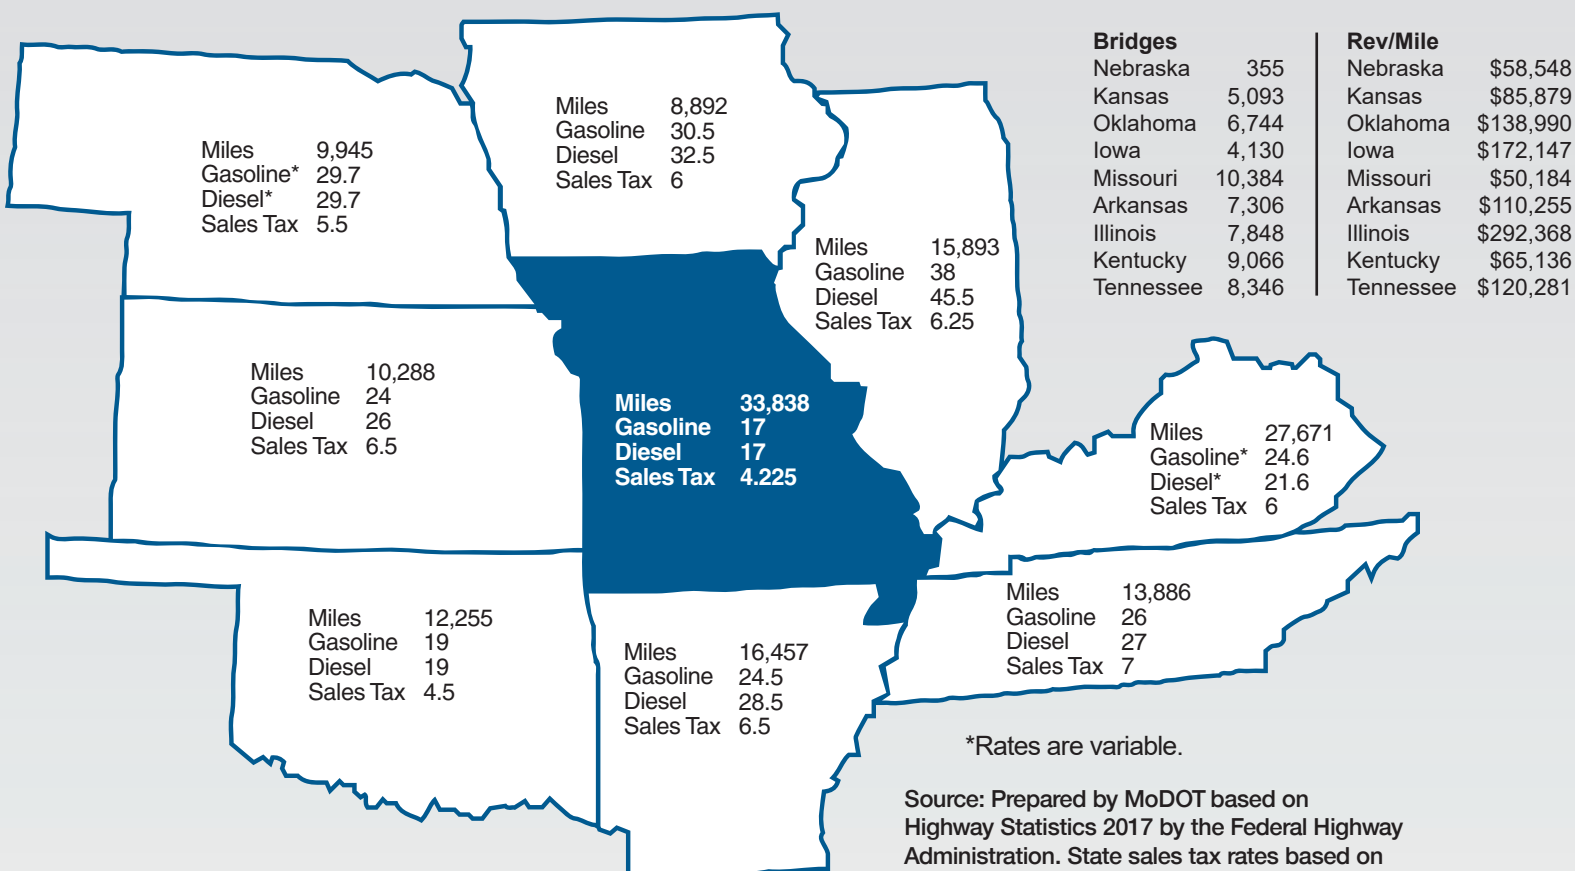 Bridges
Nebraska 355
Kansas 5,093
Oklahoma 6,744
Iowa 4,130
Missouri 10,384
Arkansas 7,306
Illinois 7,848
Kentucky 9,066
Tennessee 8,346
Rev/Mile
Nebraska $58,548
Kansas $85,879
Oklahoma $138,990
Iowa $172,147
Missouri $50,184
Arkansas $110,255
Illinois $292,368
Kentucky $65,136
Tennessee $120,281
Miles 8,892
Gasoline 30.5
Diesel 32.5
Sales Tax 6
Miles 9,945
Gasoline* 29.7
Diesel* 29.7
Sales Tax 5.5
Miles 15,893
Gasoline 38
Diesel 45.5
Sales Tax 6.25
Miles 10,288
Gasoline 24
Diesel 26
Sales Tax 6.5
Miles 33,838
Gasoline 17
Diesel 17
Sales Tax 4.225
Miles 27,671
Gasoline* 24.6
Diesel* 21.6
Sales Tax 6
Miles 12,255
Gasoline 19
Diesel 19
Sales Tax 4.5
Miles 16,457
Gasoline 24.5
Diesel 28.5
Sales Tax 6.5
Miles 13,886
Gasoline 26
Diesel 27
Sales Tax 7
*Rates are variable.
Source: Prepared by MoDOT based on
Highway Statistics 2017 by the Federal Highway
Administration. State sales tax rates based on